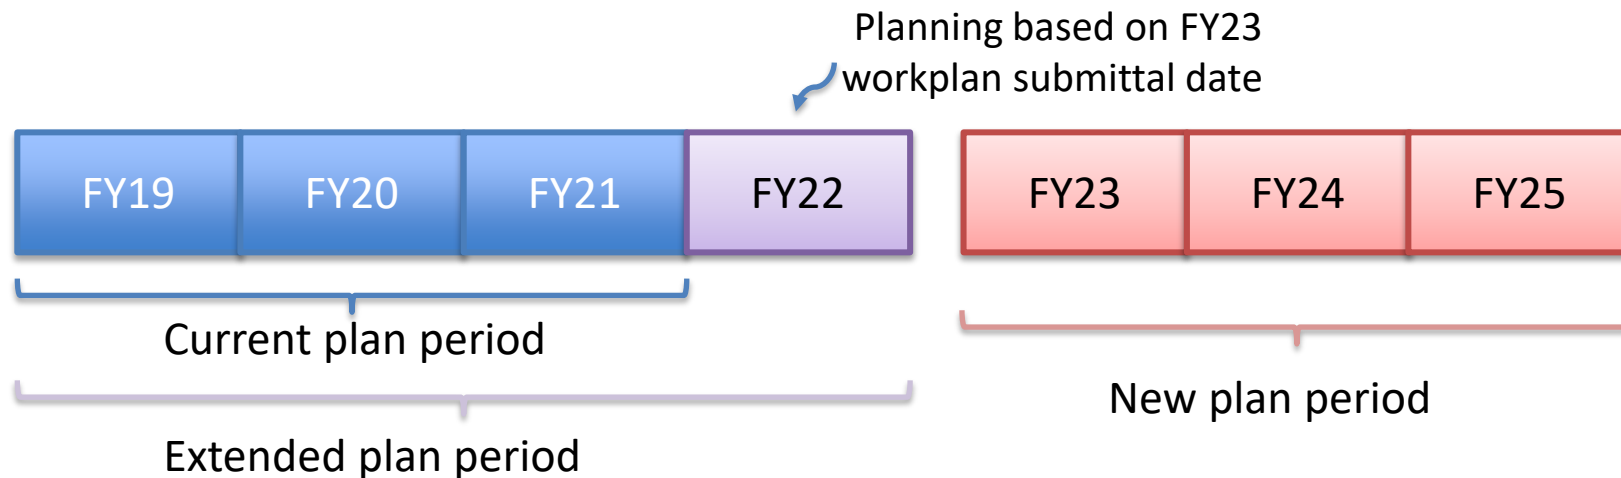 Planning based on FY23
workplan submittal date
FY19 FY20 FY21 FY22 FY23 FY24 FY25
Current plan period
New plan period
Extended plan period